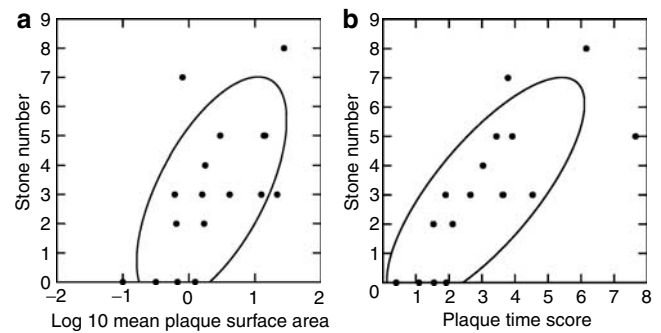 a
9
8
7
6
5
4
3
2
1
0
Stone number
–2 –1 0 1 2
Log 10 mean plaque surface area
b
9
8
7
6
5
4
3
2
1
0
Stone number
1 2 3 4 5 6 7 8
Plaque time score